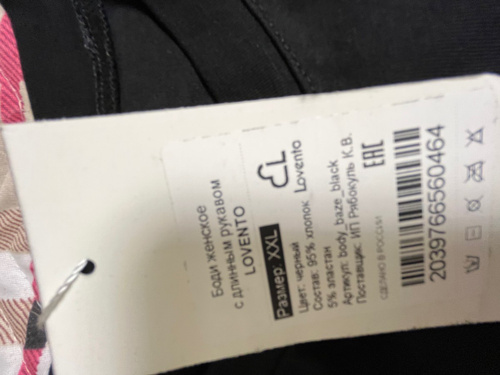 Боди женское
с длинным рукавом
LOVENTO
Размер: XXL
Lovento
Цвет: черный
Состав: 95% хлопок
5% эластан
Артикул: body_baze_black
Поставщик: ИП Рябокуль К.В.
СДЕЛАНО В РОССИИ
EAC
2039766560464